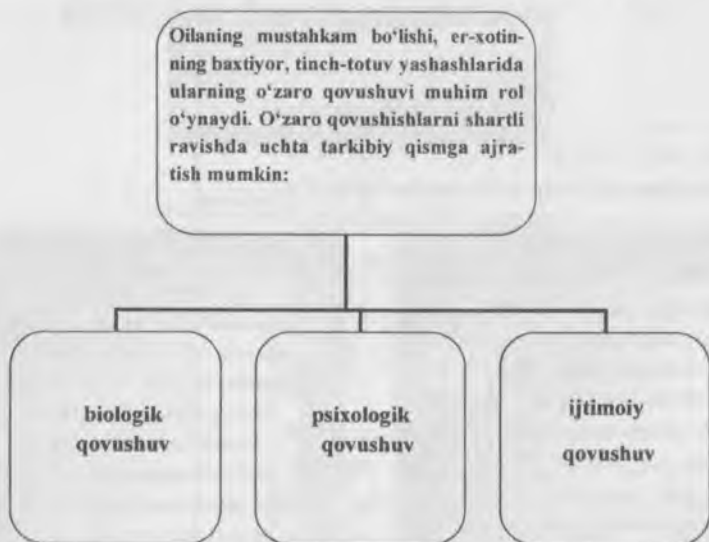 Oilaning mustahkam bo‘lishi, er-xotin-
ning baxtiyor, tinch-totuv yashashlarida
ularning o‘zaro qovushuvi muhim rol
o‘ynaydi. O‘zaro qovushishlarni shartli
ravishda uchta tarkibiy qismga ajra-
tish mumkin:
biologik
qovushuv
psixologik
qovushuv
ijtimoiy
qovushuv